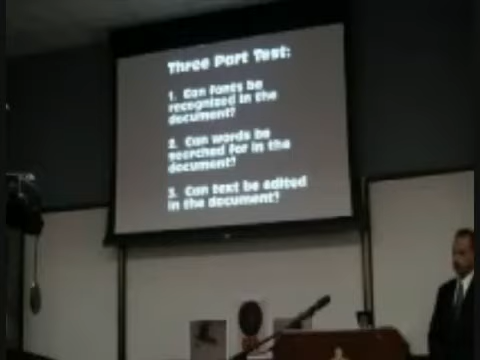 Three Part Test:
1. Can fonts be
recognized in the
document?
2. Can words be
searched for in the
document?
3. Can text be edited
in the document?